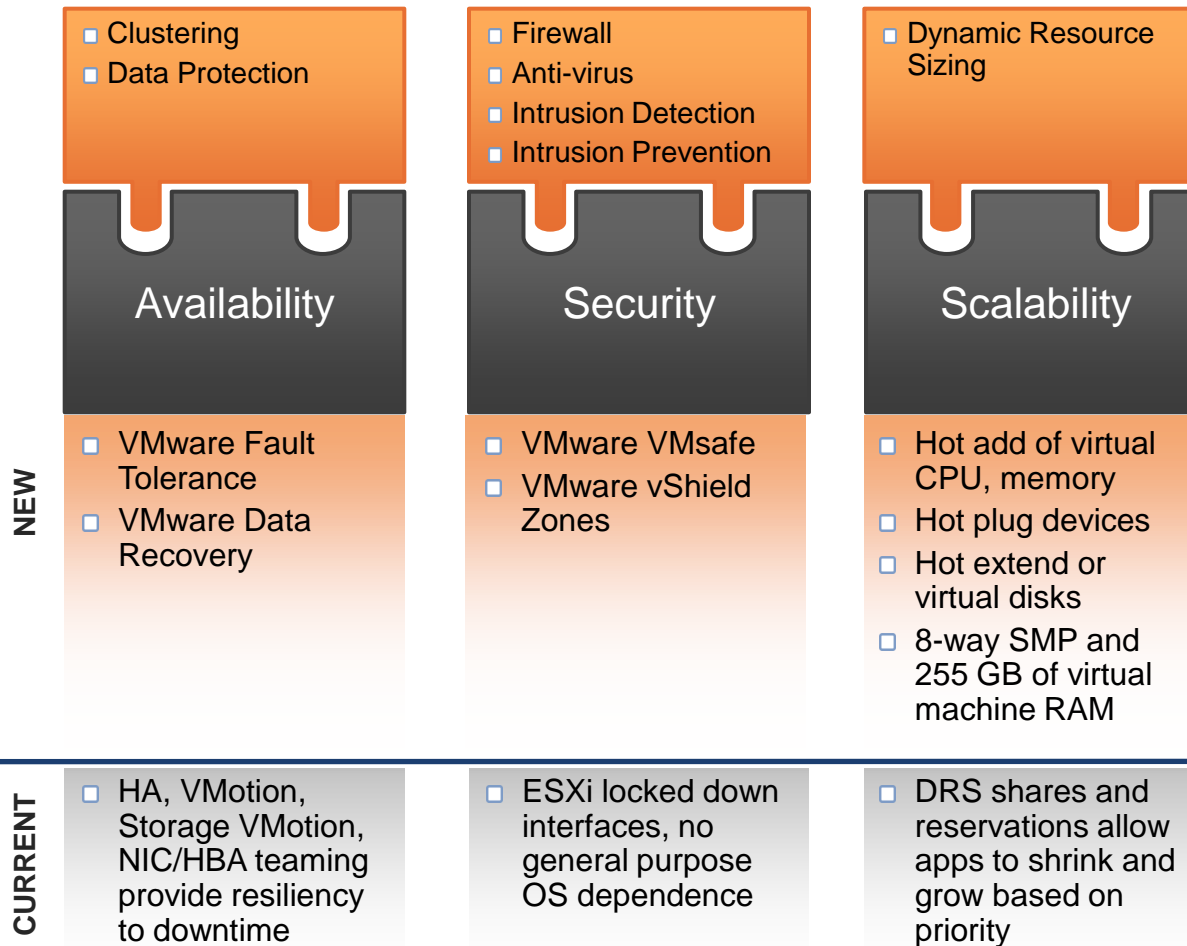 Clustering
Data Protection
Firewall
Anti-virus
Intrusion Detection
Intrusion Prevention
Dynamic Resource
Sizing
Availability
Security
Scalability
NEW
VMware Fault
Tolerance
VMware Data
Recovery
VMware VMsafe
VMware vShield
Zones
Hot add of virtual
CPU, memory
Hot plug devices
Hot extend or
virtual disks
8-way SMP and
255 GB of virtual
machine RAM
CURRENT
HA, VMotion,
Storage VMotion,
NIC/HBA teaming
provide resiliency
to downtime
ESXi locked down
interfaces, no
general purpose
OS dependence
DRS shares and
reservations allow
apps to shrink and
grow based on
priority